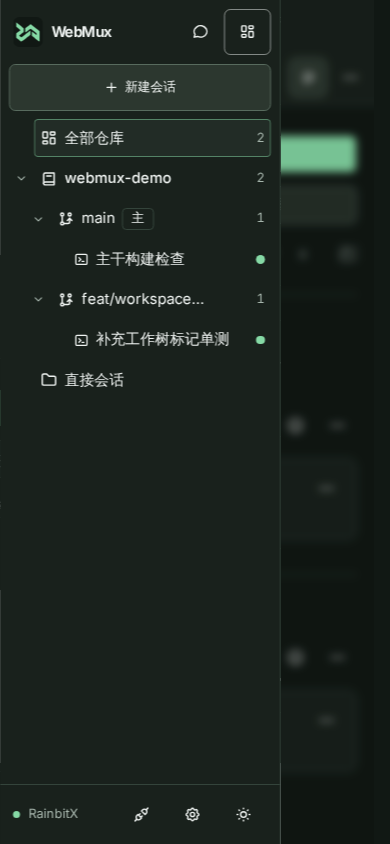 WebMux
新建会话
全部仓库 2
webmux-demo 2
main 主 1
主干构建检查
feat/workspace... 1
补充工作树标记单测
直接会话
RainbitX